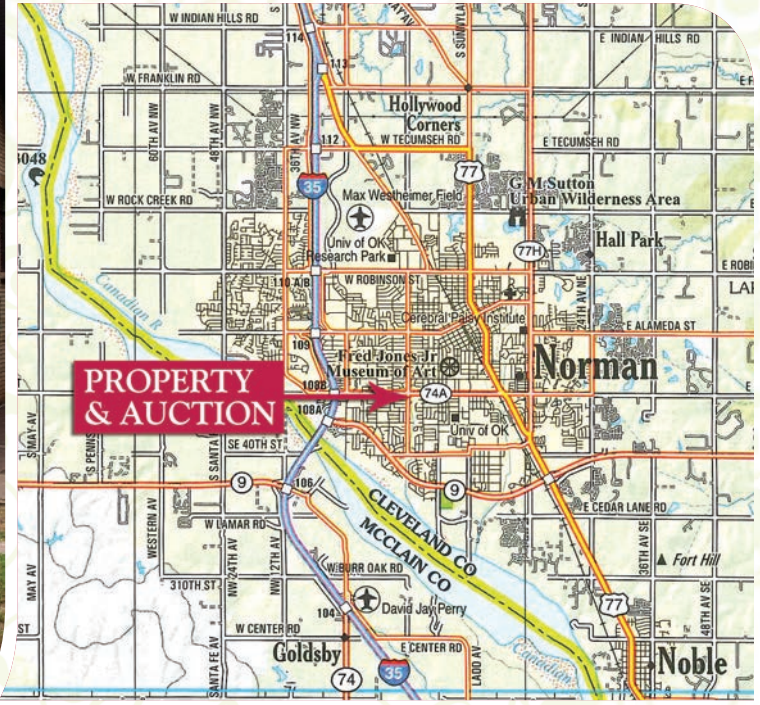 W INDIAN HILLS RD
E INDIAN HILLS RD
114
113
W FRANKLIN RD
60TH AV NW
48TH AV NW
36TH AV NW
Hollywood
Corners
W TECUMSEH RD
E TECUMSEH RD
112
77
35
W ROCK CREEK RD
Max Westheimer Field
G M Sutton
Urban Wilderness Area
77H
Hall Park
Univ of OK
Research Park
110 A/B
W ROBINSON ST
E ROBI
24TH AV NE
Canadian R
Cerebral Palsy Institute
E ALAMEDA ST
109
Fred Jones Jr
Museum of Art
Norman
PROPERTY
& AUCTION
108B
74A
108A
Univ of OK
S MAY AV
S PENNS
S SANTA F
SE 40TH ST
9
106
9
CLEVELAND CO
MCCLAIN CO
E CEDAR LANE RD
WESTERN AV
W LAMAR RD
NW 24TH AV
NW 12TH AV
36TH AV SE
Fort Hill
W BURR OAK RD
310TH ST
MAY AV
104
David Jay Perry
77
48TH AV SE
ST
W CENTER RD
E CENTER RD
Goldsby
SANTA FE AV
LADD AV
Canadian
74
35
Noble